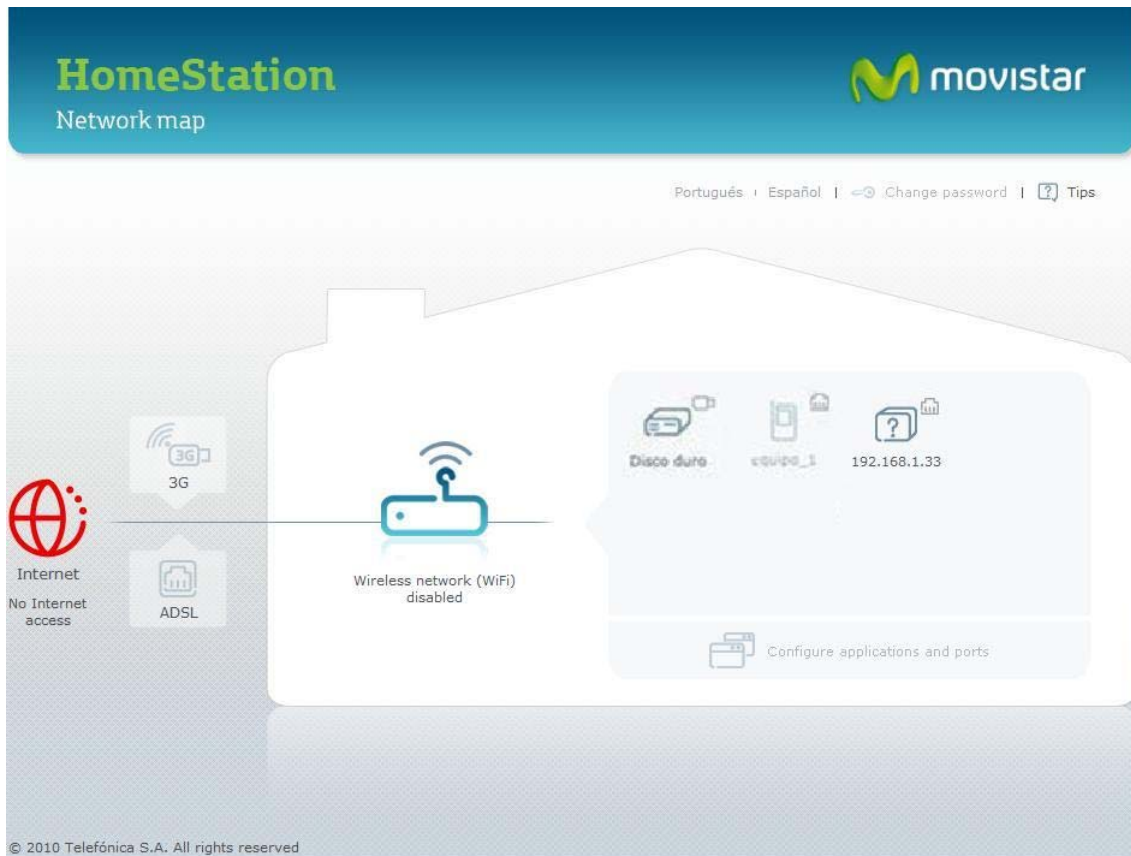 HomeStation
movistar
Network map
Português | Español | Change password | Tips
3G
3G
Disco duro
equipo_1
192.168.1.33
Internet
No Internet
access
ADSL
Wireless network (WiFi)
disabled
Configure applications and ports
© 2010 Telefónica S.A. All rights reserved